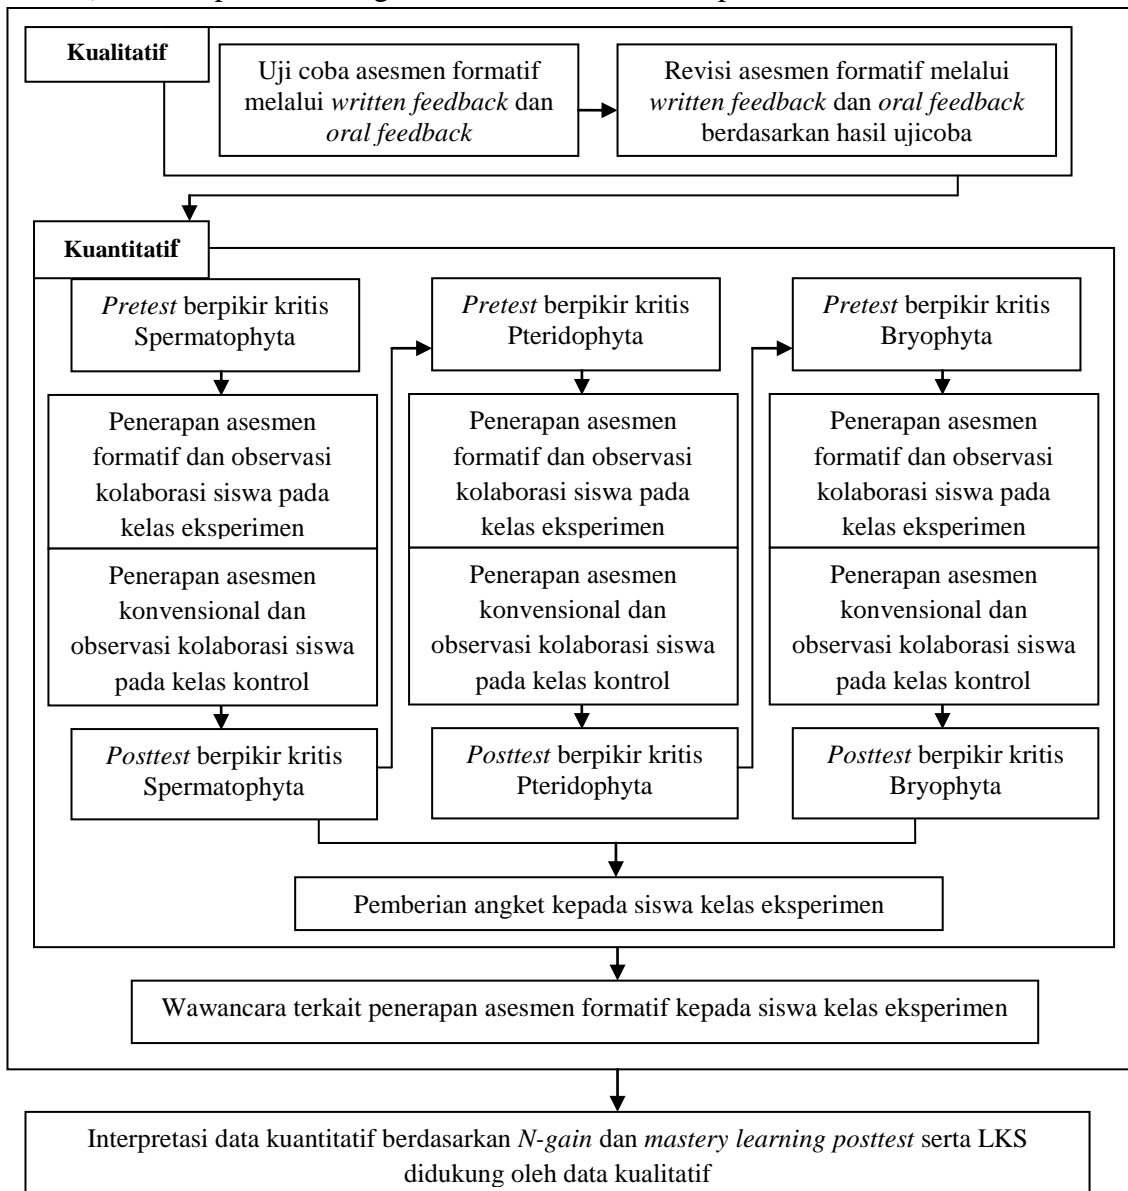 Kualitatif
Uji coba asesmen formatif
melalui written feedback dan
oral feedback
Revisi asesmen formatif melalui
written feedback dan oral feedback
berdasarkan hasil ujicoba
Kuantitatif
Pretest berpikir kritis
Spermatophyta
Penerapan asesmen
formatif dan observasi
kolaborasi siswa pada
kelas eksperimen
Penerapan asesmen
konvensional dan
observasi kolaborasi siswa
pada kelas kontrol
Posttest berpikir kritis
Spermatophyta
Pretest berpikir kritis
Pteridophyta
Penerapan asesmen
formatif dan observasi
kolaborasi siswa pada
kelas eksperimen
Penerapan asesmen
konvensional dan
observasi kolaborasi siswa
pada kelas kontrol
Posttest berpikir kritis
Pteridophyta
Pretest berpikir kritis
Bryophyta
Penerapan asesmen
formatif dan observasi
kolaborasi siswa pada
kelas eksperimen
Penerapan asesmen
konvensional dan
observasi kolaborasi siswa
pada kelas kontrol
Posttest berpikir kritis
Bryophyta
Pemberian angket kepada siswa kelas eksperimen
Wawancara terkait penerapan asesmen formatif kepada siswa kelas eksperimen
Interpretasi data kuantitatif berdasarkan N-gain dan mastery learning posttest serta LKS
didukung oleh data kualitatif